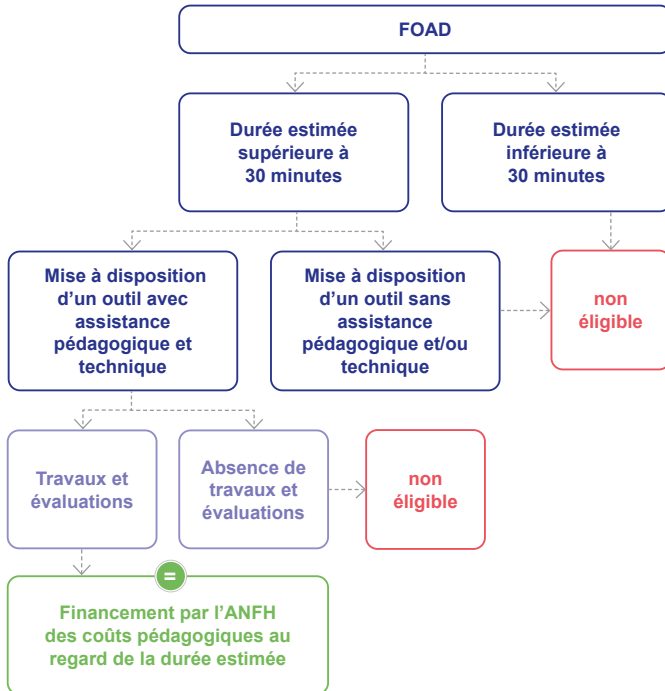 FOAD
Durée estimée
supérieure à
30 minutes
Durée estimée
inférieure à
30 minutes
Mise à disposition
d'un outil avec
assistance
pédagogique et
technique
Mise à disposition
d'un outil sans
assistance
pédagogique et/ou
technique
non
éligible
Travaux et
évaluations
Absence de
travaux et
évaluations
non
éligible
=
Financement par l'ANFH
des coûts pédagogiques au
regard de la durée estimée